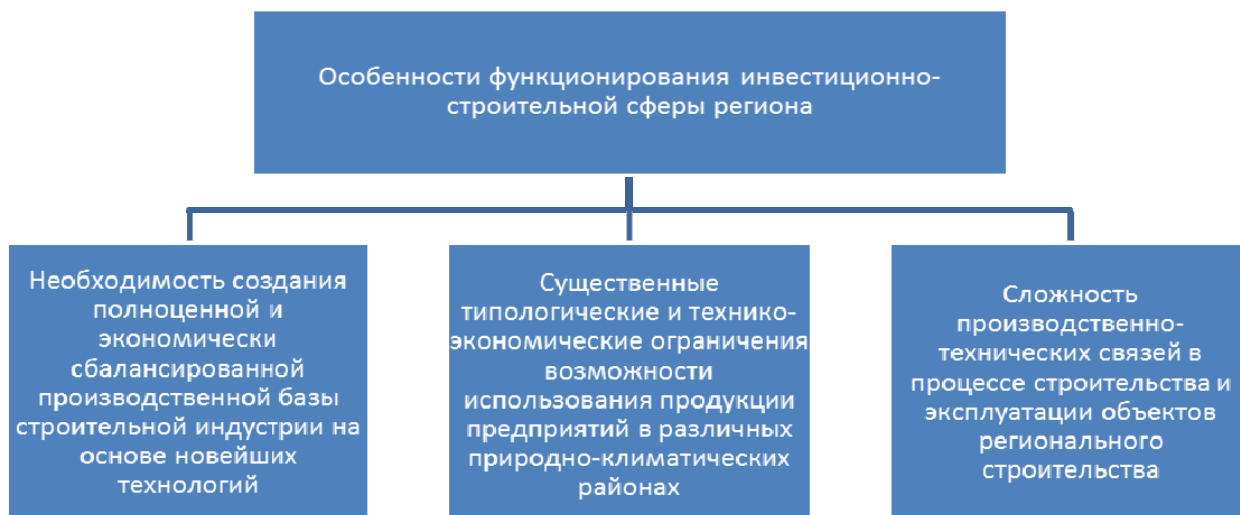 Особенности функционирования инвестиционно-
строительной сферы региона
Необходимость создания
полноценной и
экономически
сбалансированной
производственной базы
строительной индустрии на
основе новейших
технологий
Существенные
типологические и технико-
экономические ограничения
возможности
использования продукции
предприятий в различных
природно-климатических
районах
Сложность
производственно-
технических связей в
процессе строительства и
эксплуатации объектов
регионального
строительства